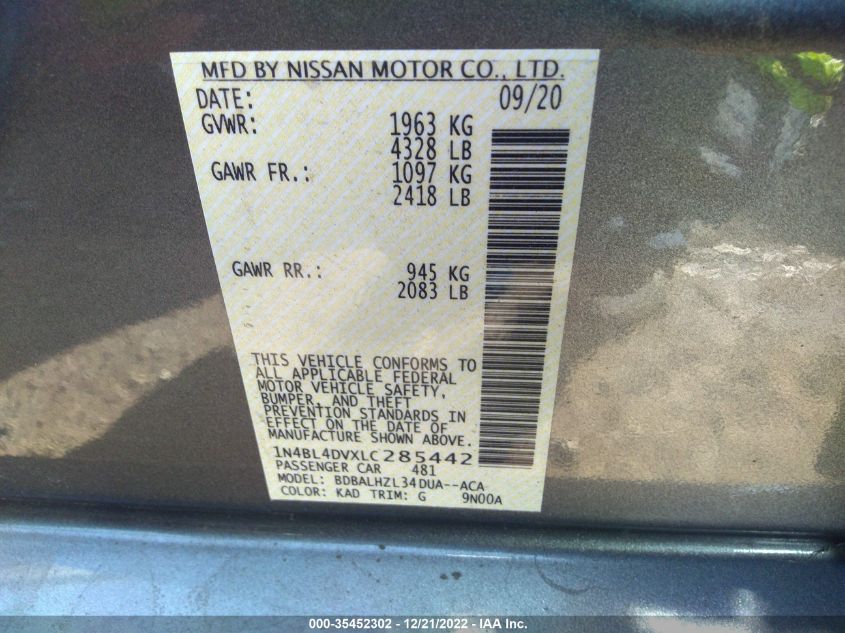 MFD BY NISSAN MOTOR CO., LTD.
DATE: 09/20
GVWR: 1963 KG
4328 LB
GAWR FR.: 1097 KG
2418 LB
GAWR RR.: 945 KG
2083 LB
THIS VEHICLE CONFORMS TO
ALL APPLICABLE FEDERAL
MOTOR VEHICLE SAFETY,
BUMPER, AND THEFT
PREVENTION STANDARDS IN
EFFECT ON THE DATE OF
MANUFACTURE SHOWN ABOVE.
1N4BL4DVXLC285442
PASSENGER CAR 481
MODEL: BDBALHZL34DUA--ACA
COLOR: KAD TRIM: G 9N00A
000-35452302 - 12/21/2022 - IAA Inc.